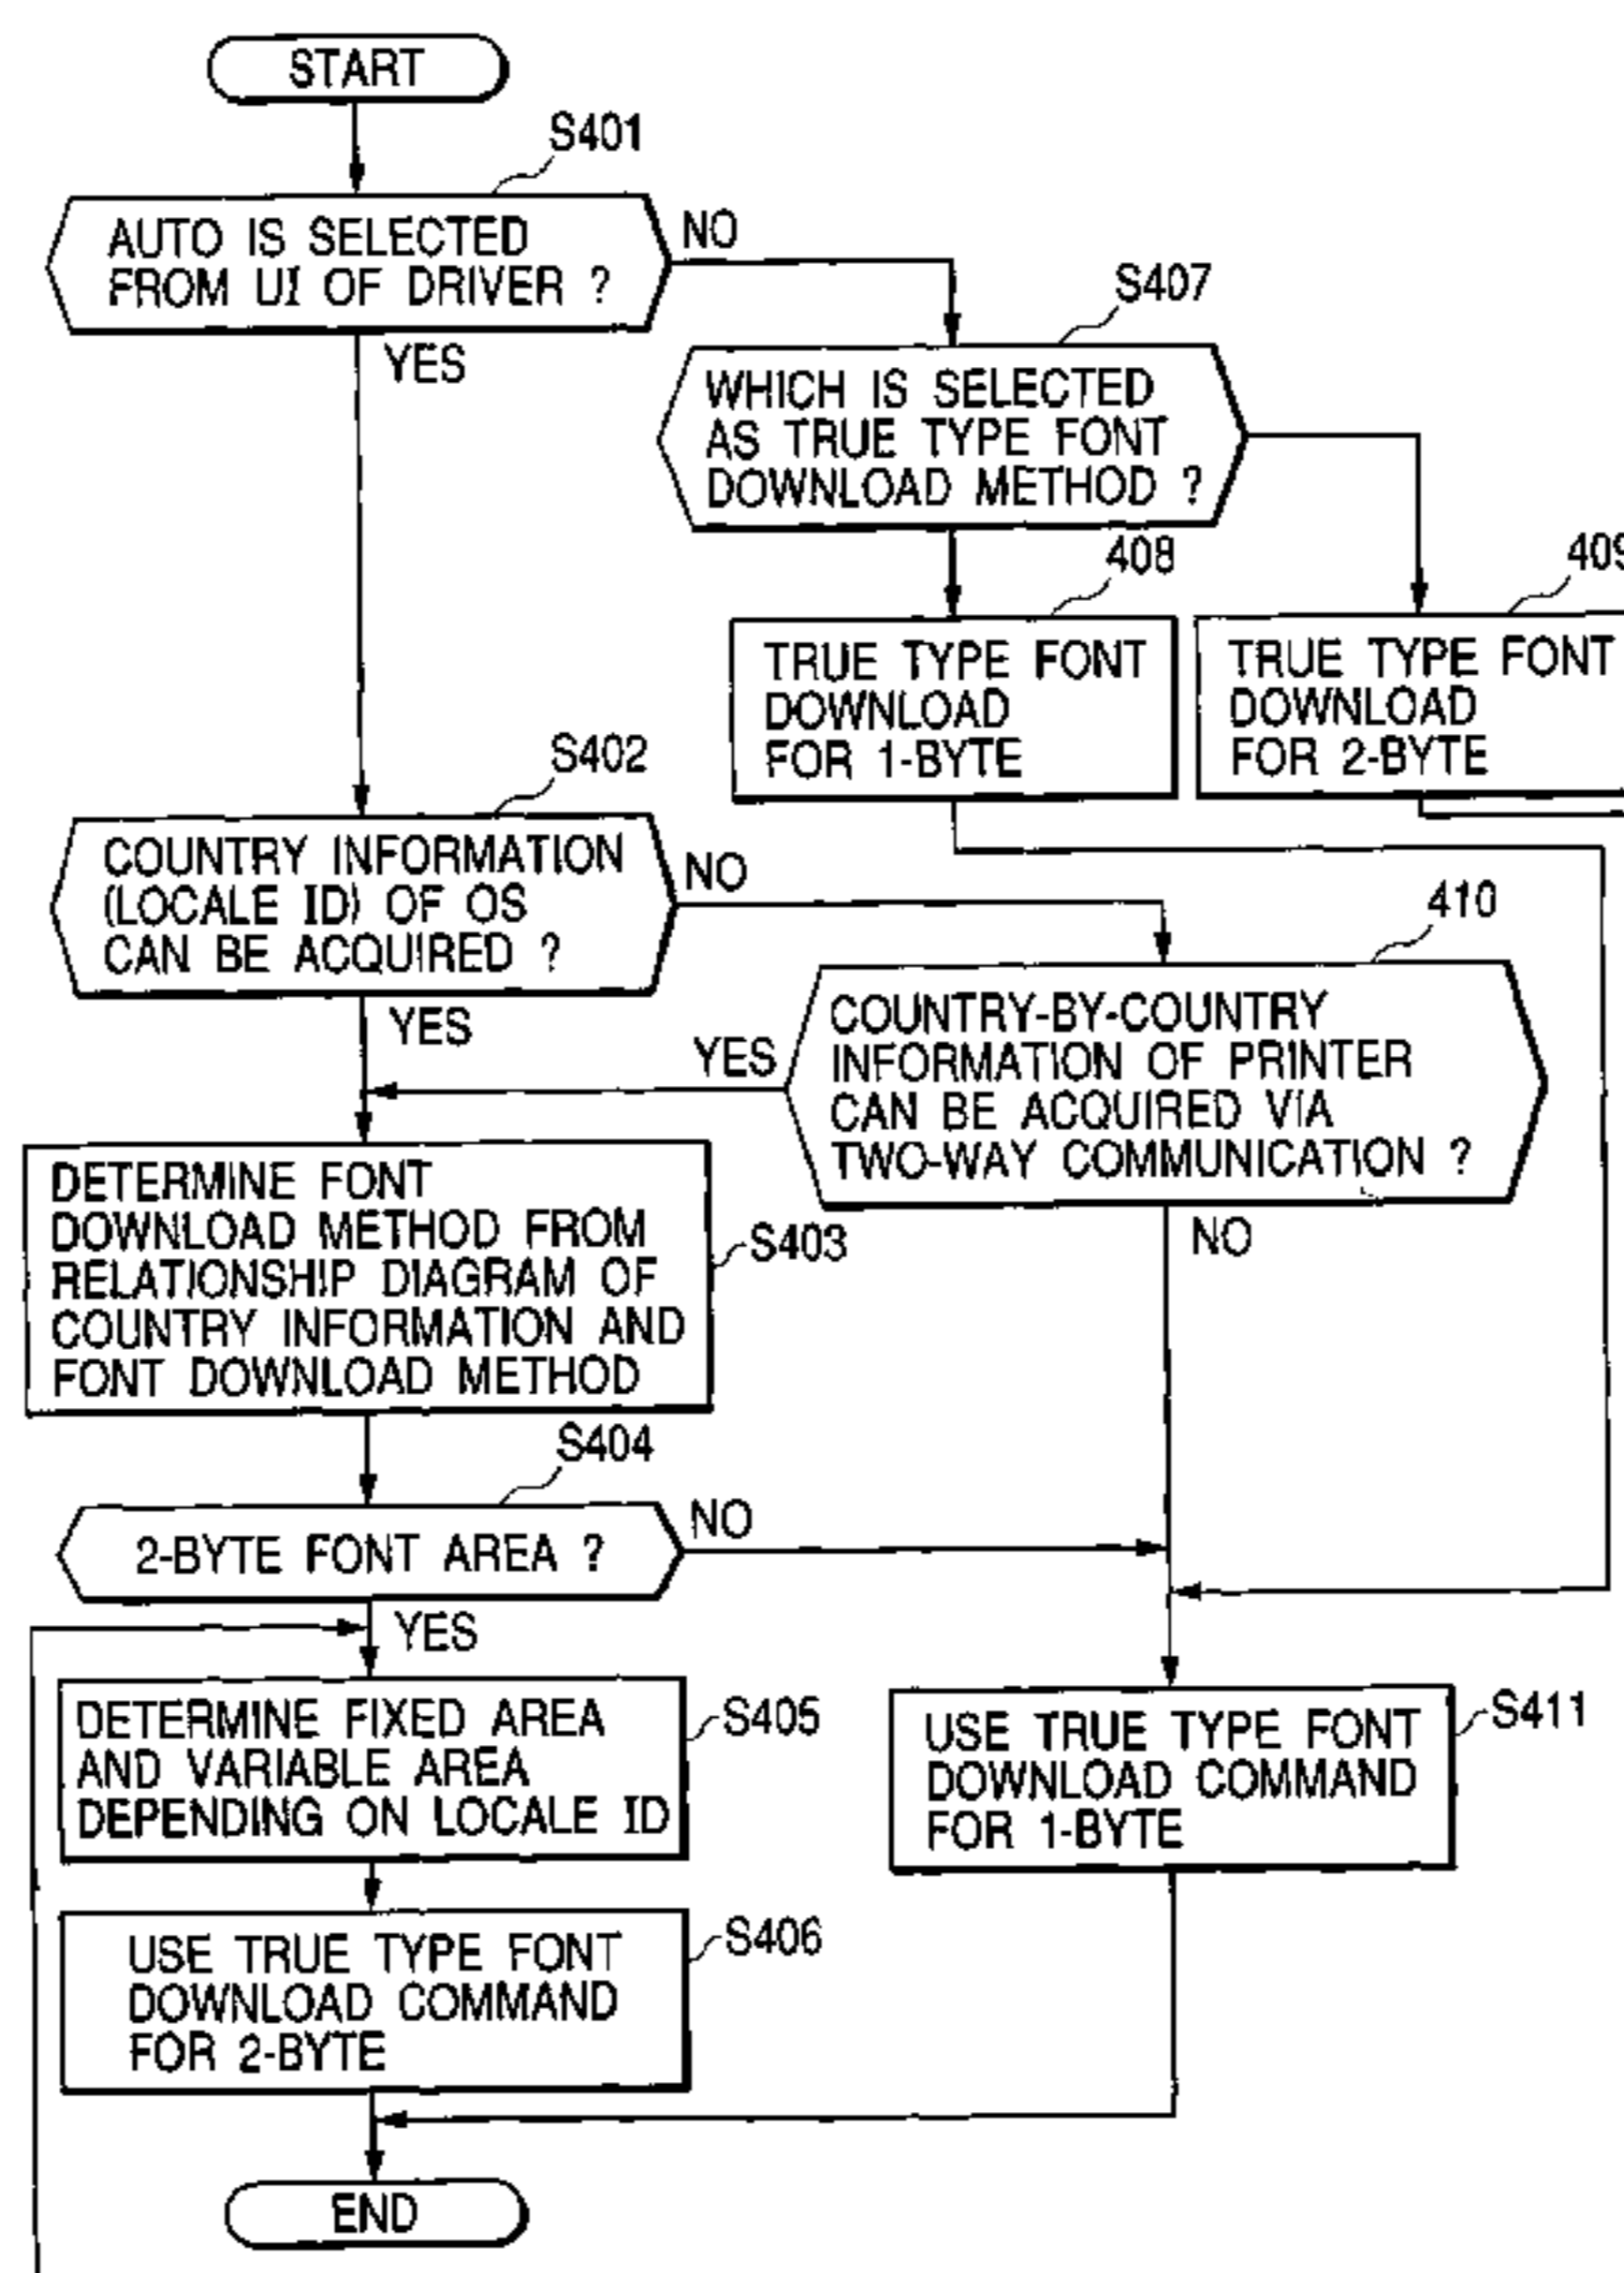 START
S401
AUTO IS SELECTED
FROM UI OF DRIVER ?
NO
YES
S407
WHICH IS SELECTED
AS TRUE TYPE FONT
DOWNLOAD METHOD ?
408
TRUE TYPE FONT
DOWNLOAD
FOR 1-BYTE
409
TRUE TYPE FONT
DOWNLOAD
FOR 2-BYTE
S402
COUNTRY INFORMATION
(LOCALE ID) OF OS
CAN BE ACQUIRED ?
NO
YES
410
COUNTRY-BY-COUNTRY
INFORMATION OF PRINTER
CAN BE ACQUIRED VIA
TWO-WAY COMMUNICATION ?
YES
NO
DETERMINE FONT
DOWNLOAD METHOD FROM
RELATIONSHIP DIAGRAM OF
COUNTRY INFORMATION AND
FONT DOWNLOAD METHOD
S403
S404
2-BYTE FONT AREA ?
NO
YES
DETERMINE FIXED AREA
AND VARIABLE AREA
DEPENDING ON LOCALE ID
S405
USE TRUE TYPE FONT
DOWNLOAD COMMAND
FOR 1-BYTE
S411
USE TRUE TYPE FONT
DOWNLOAD COMMAND
FOR 2-BYTE
S406
END